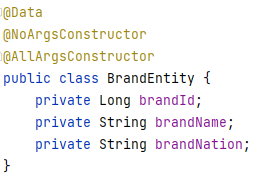 @Data
@NoArgsConstructor
@AllArgsConstructor
public class BrandEntity {
    private Long brandId;
    private String brandName;
    private String brandNation;
}